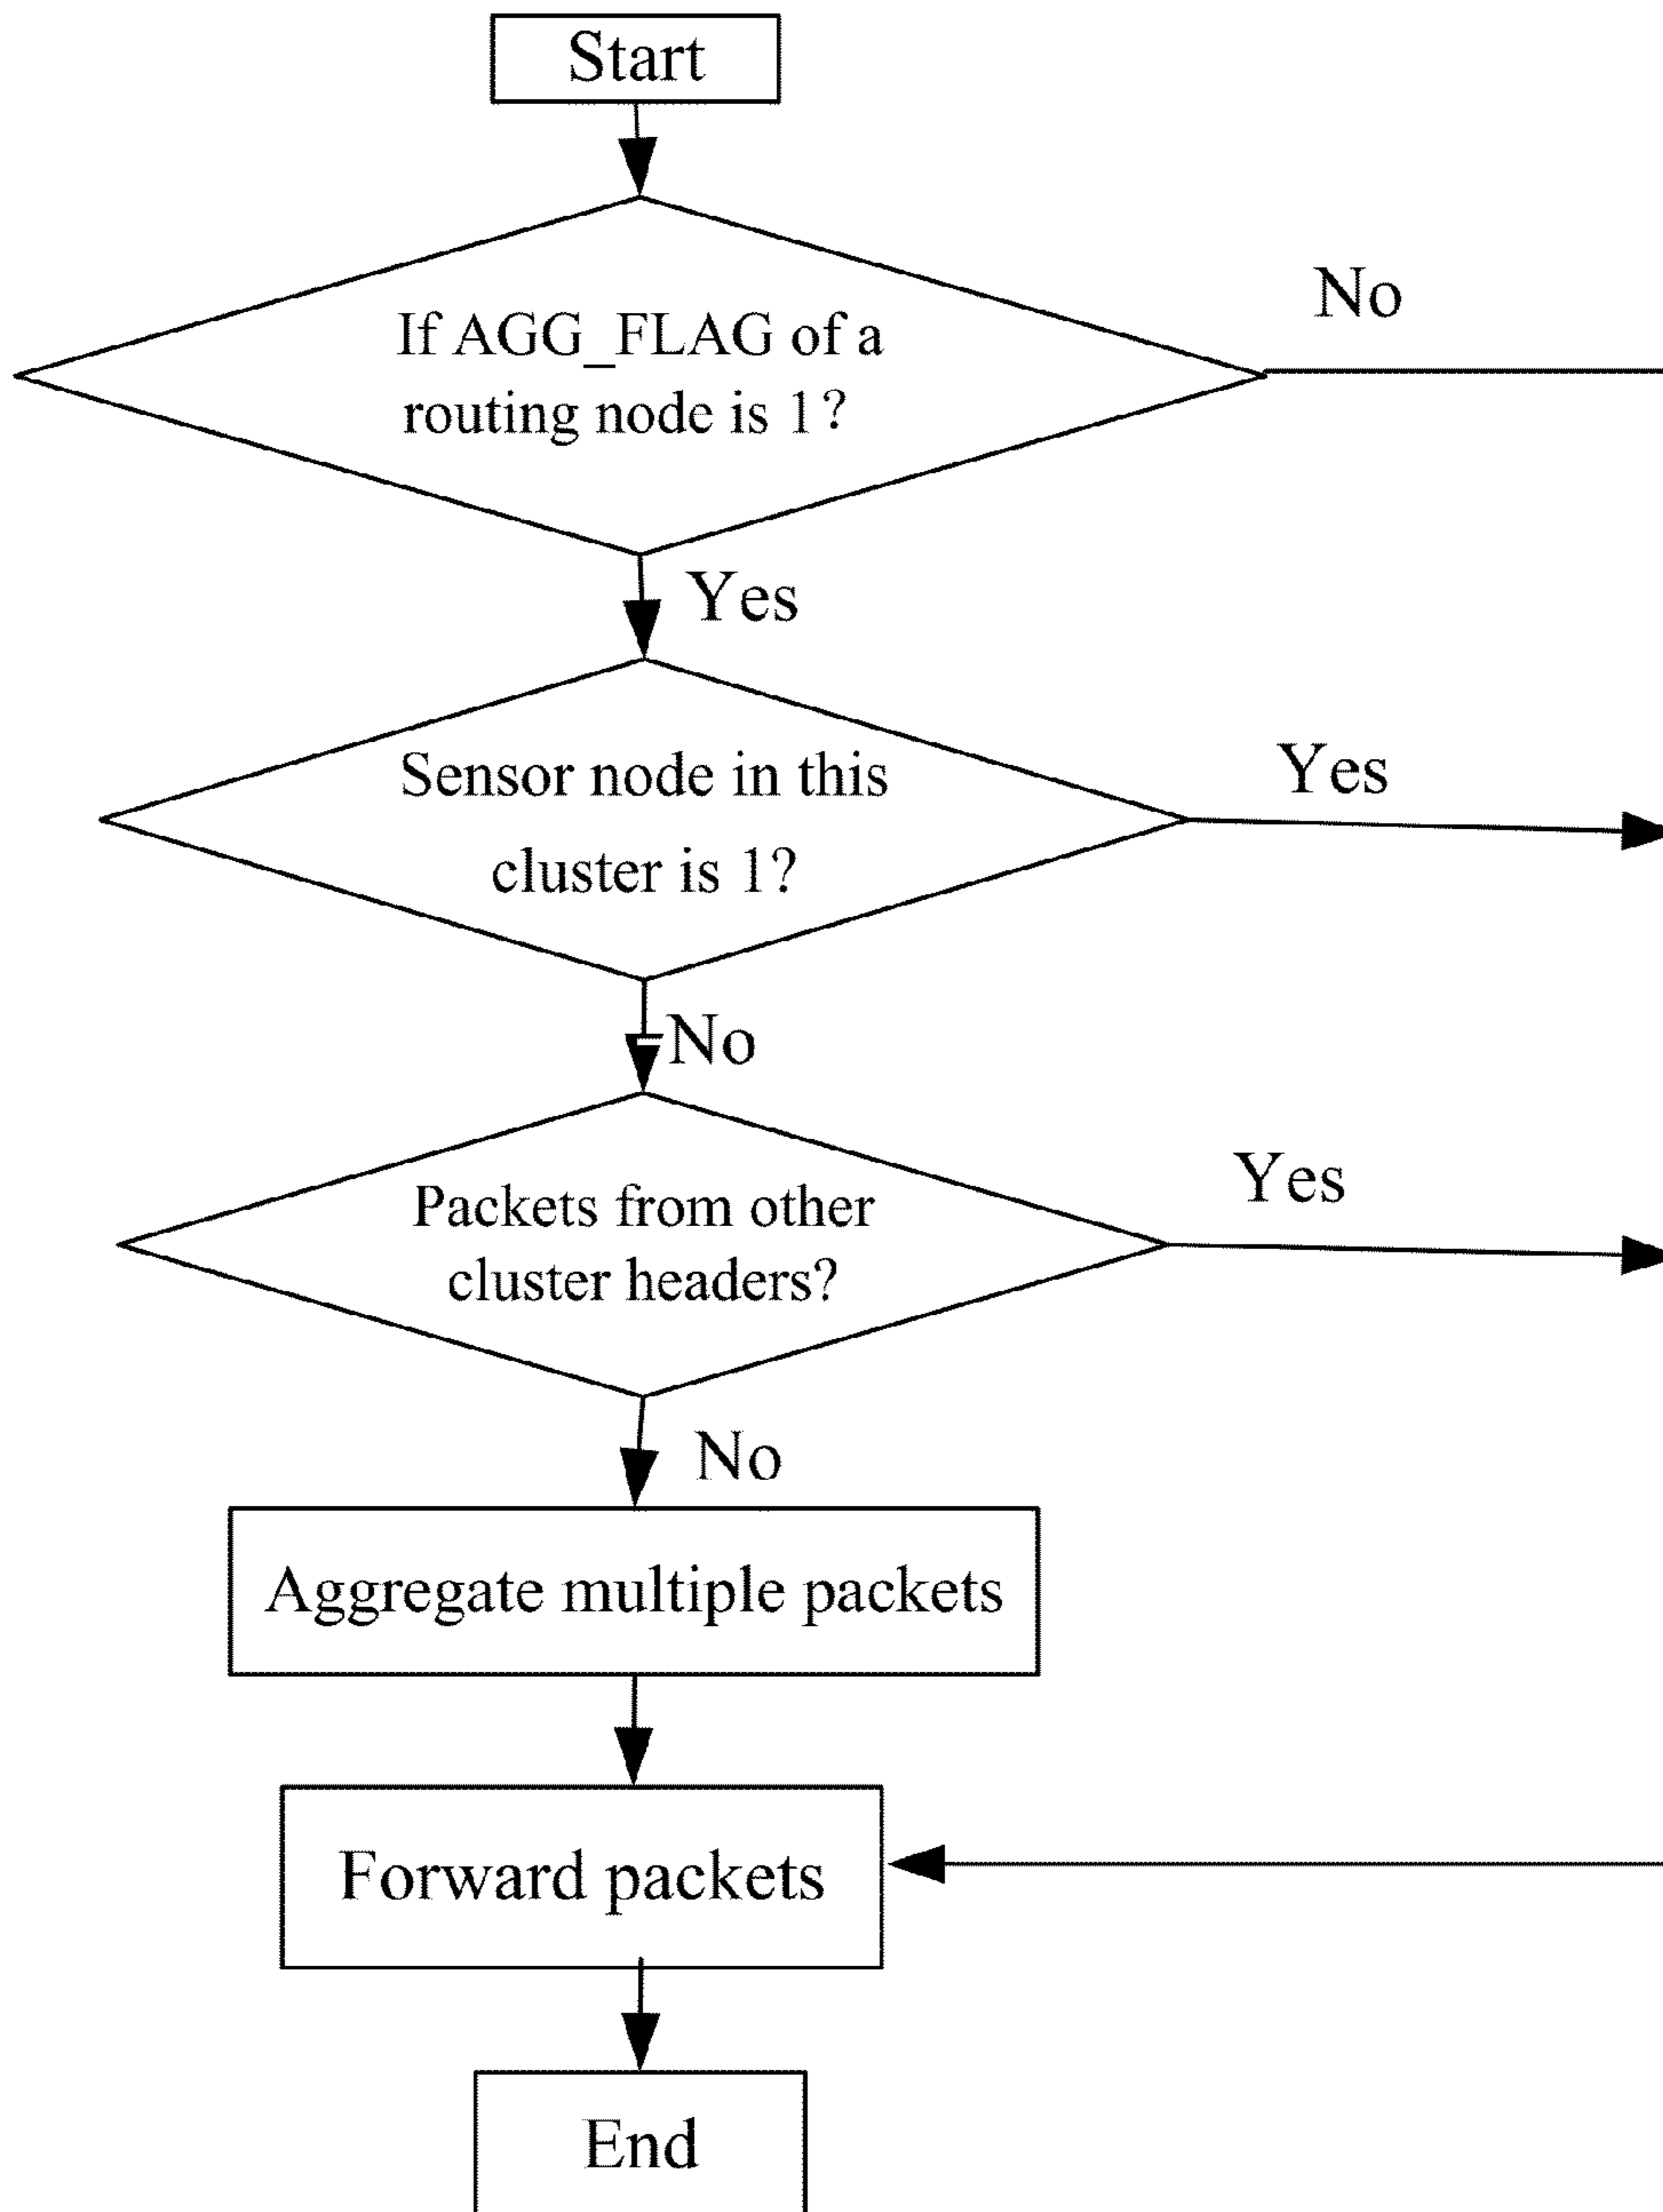 Start
If AGG_FLAG of a
routing node is 1?
No
Yes
Sensor node in this
cluster is 1?
Yes
No
Packets from other
cluster headers?
Yes
No
Aggregate multiple packets
Forward packets
End